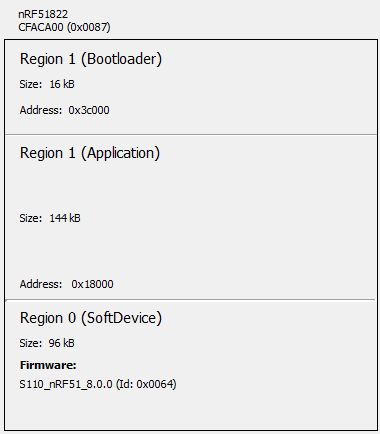 nRF51822
CFACA00 (0x0087)
Region 1 (Bootloader)
Size: 16 kB
Address: 0x3c000
Region 1 (Application)
Size: 144 kB
Address: 0x18000
Region 0 (SoftDevice)
Size: 96 kB
Firmware:
S110_nRF51_8.0.0 (Id: 0x0064)